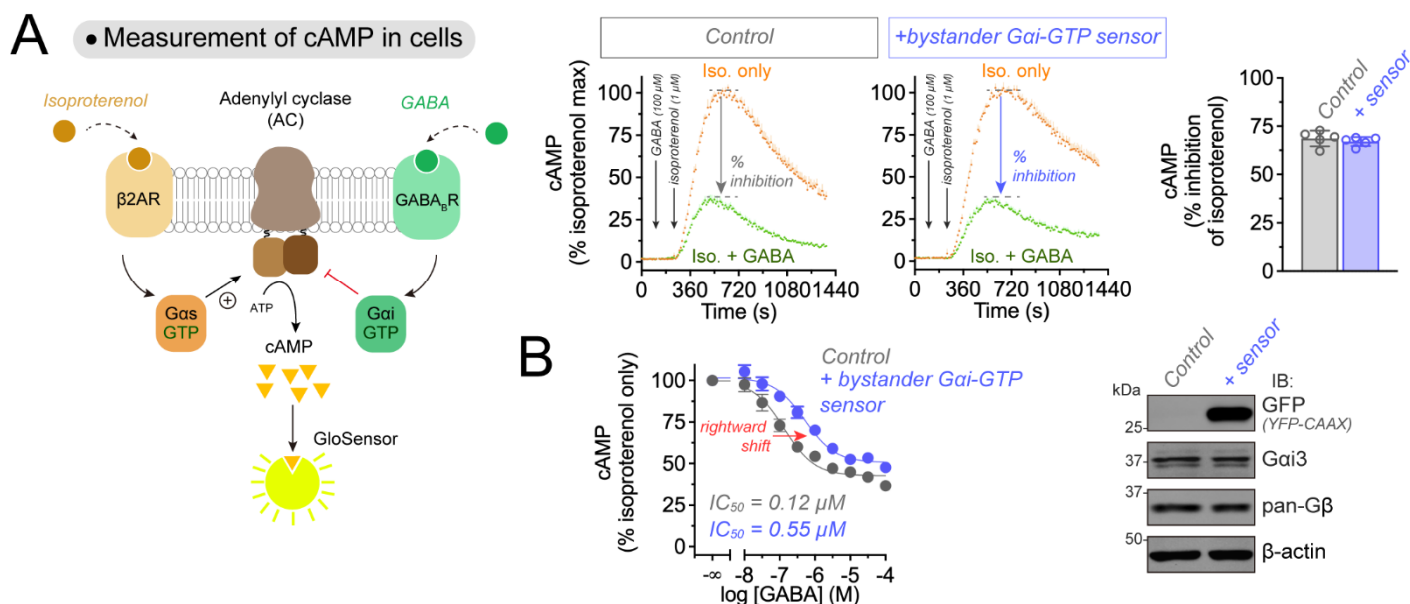 A
• Measurement of cAMP in cells
Isoproterenol
Adenylyl cyclase
(AC)
GABA
β2AR
GABABR
Gαs
GTP
+
ATP
Gαi
GTP
cAMP
GloSensor
Control
+bystander Gαi-GTP sensor
cAMP
(% isoproterenol max)
100
75
50
25
0
GABA (100 μM)
isoproterenol (1 μM)
Iso. only
%
inhibition
Iso. + GABA
0 360 720 1080 1440
Time (s)
100
75
50
25
0
GABA (100 μM)
isoproterenol (1 μM)
Iso. only
%
inhibition
Iso. + GABA
0 360 720 1080 1440
Time (s)
cAMP
(% inhibition
of isoproterenol)
100
75
50
25
0
Control
+ sensor
B
cAMP
(% isoproterenol only)
100
75
50
25
0
Control
+ bystander Gαi-GTP
sensor
rightward
shift
IC50 = 0.12 μM
IC50 = 0.55 μM
-∞ -8 -7 -6 -5 -4
log [GABA] (M)
Control
+ sensor
kDa
IB:
25
GFP
(YFP-CAAX)
37
Gαi3
37
pan-Gβ
50
β-actin